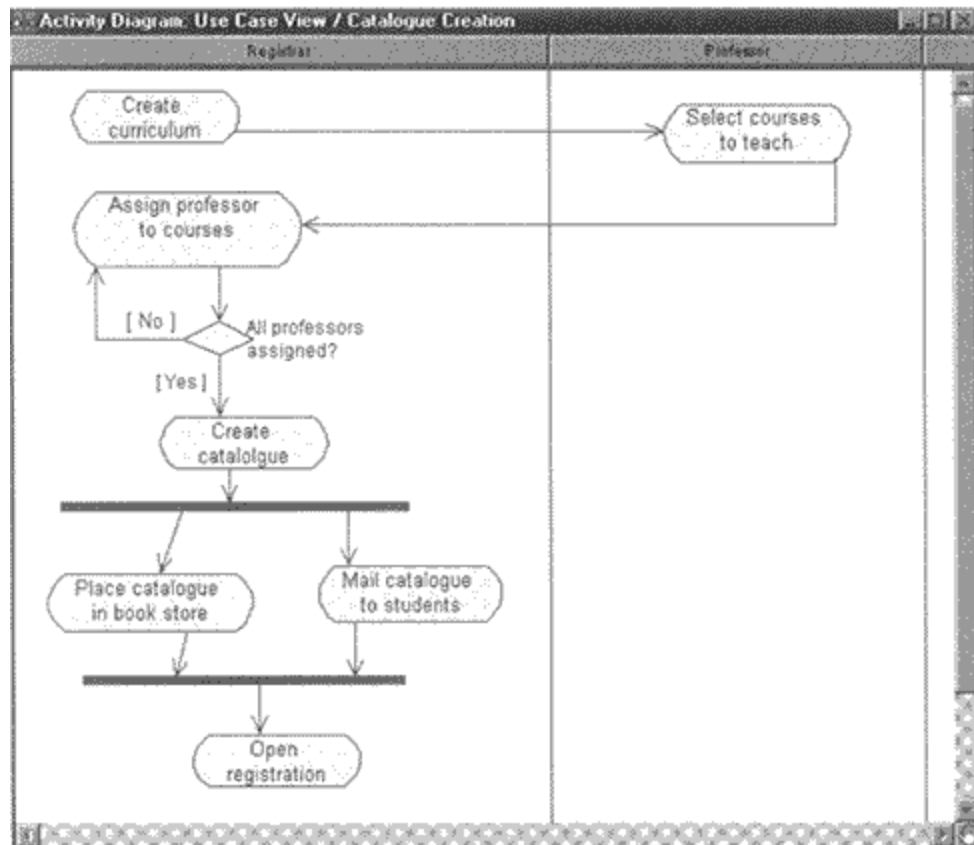 Activity Diagram: Use Case View / Catalogue Creation
Registrar
Professor
Create
curriculum
Select courses
to teach
Assign professor
to courses
[ No ]
All professors
assigned?
[Yes]
Create
catalolgue
Place catalogue
in book store
Mail catalogue
to students
Open
registration